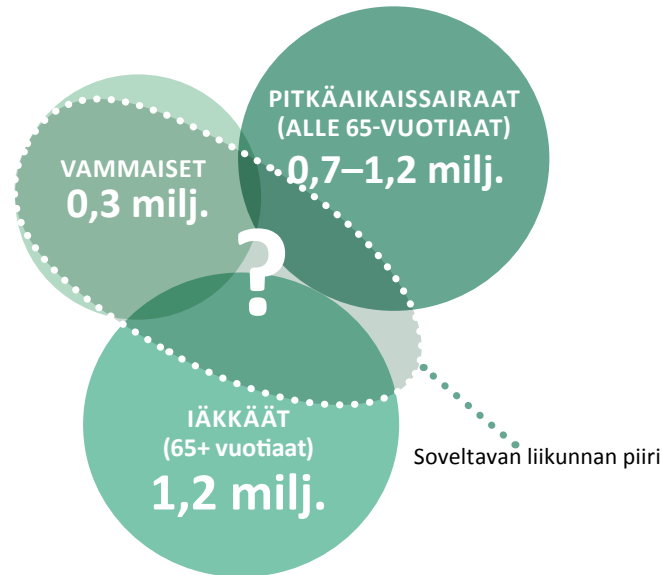 PITKÄAIKAISSAIRAAT
(ALLE 65-VUOTIAAT)
0,7–1,2 milj.
VAMMAISET
0,3 milj.
?
IÄKKÄÄT
(65+ vuotiaat)
1,2 milj.
Soveltavan liikunnan piiri